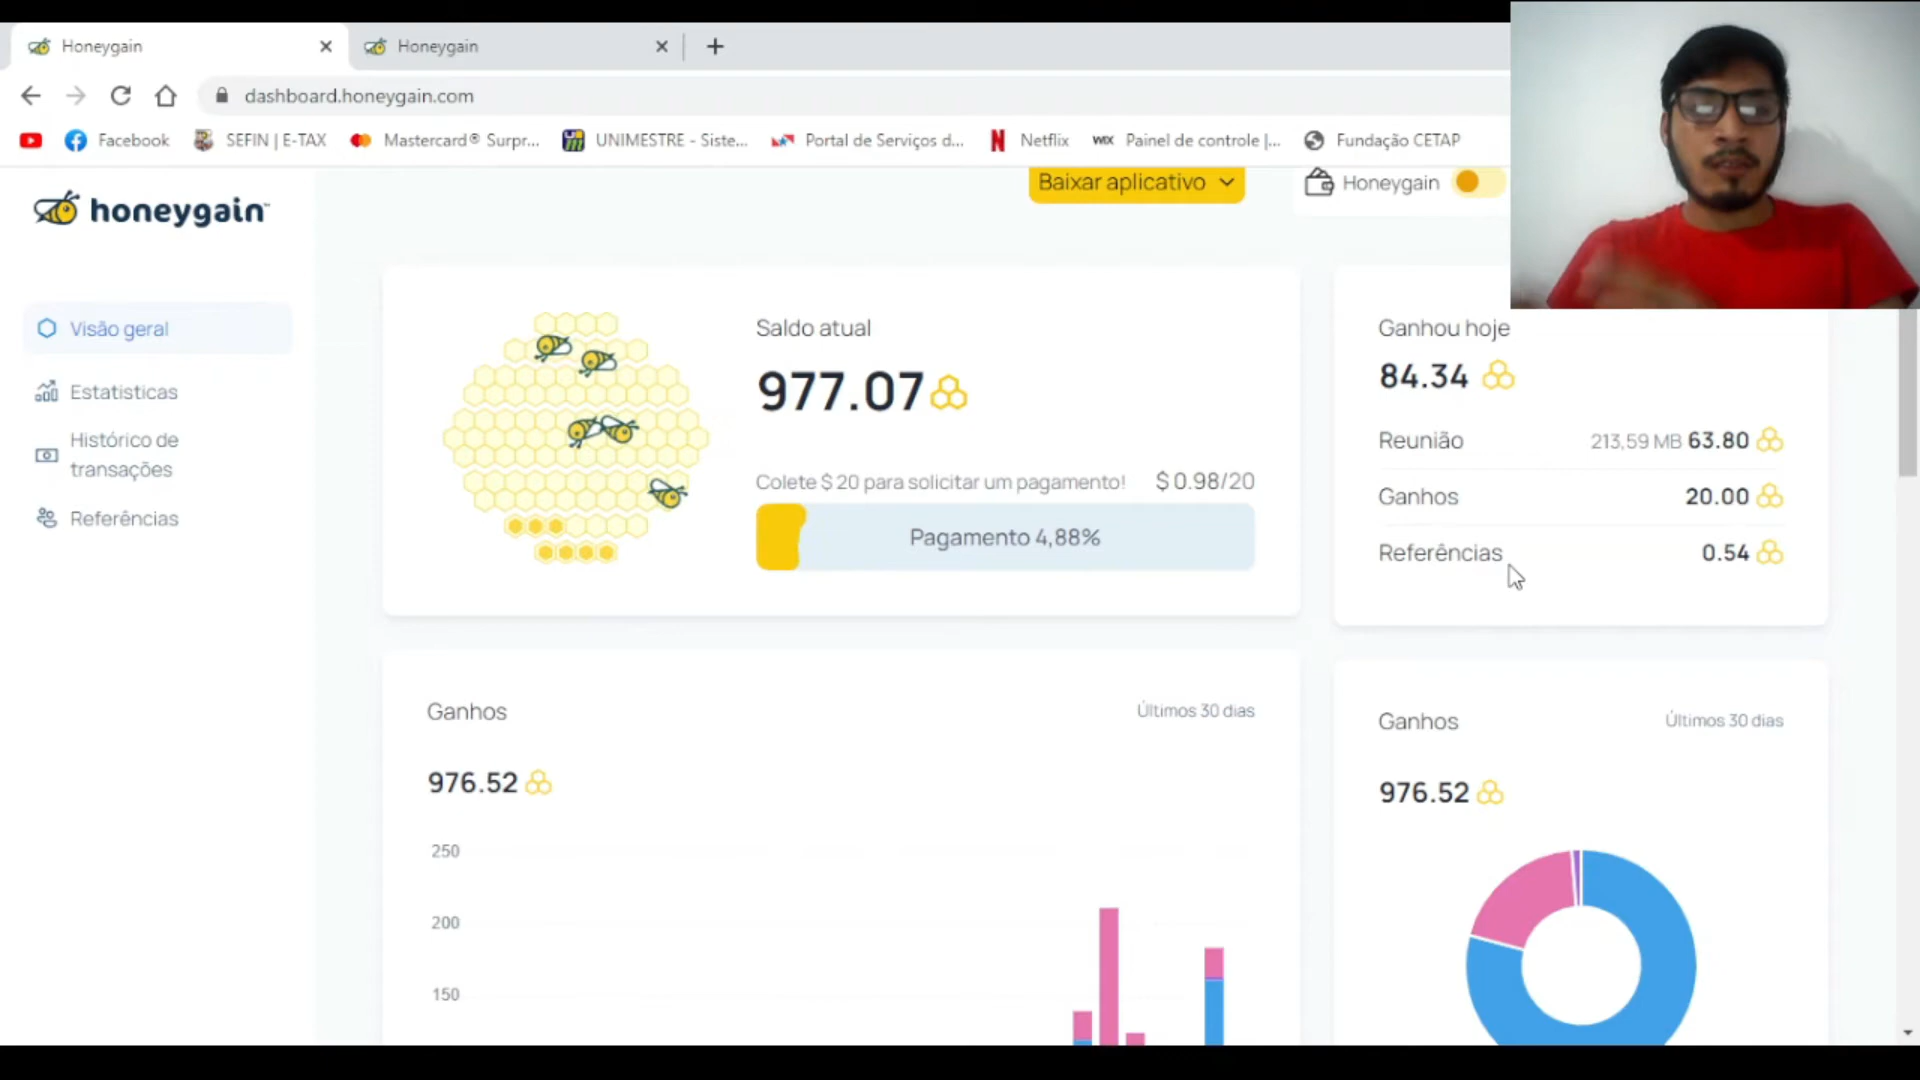 Honeygain
Honeygain
dashboard.honeygain.com
Facebook
SEFIN | E-TAX
Mastercard® Surpr...
UNIMESTRE - Siste...
Portal de Serviços d...
Netflix
WIX
Painel de controle |...
Fundação CETAP
honeygain™
Baixar aplicativo
Honeygain
Visão geral
Estatisticas
Histórico de
transações
Referências
Saldo atual
977.07
Colete $ 20 para solicitar um pagamento! $ 0.98/20
Pagamento 4,88%
Ganhou hoje
84.34
Reunião 213,59 MB 63.80
Ganhos 20.00
Referências 0.54
Ganhos Últimos 30 dias
976.52
250
200
150
Ganhos Últimos 30 dias
976.52